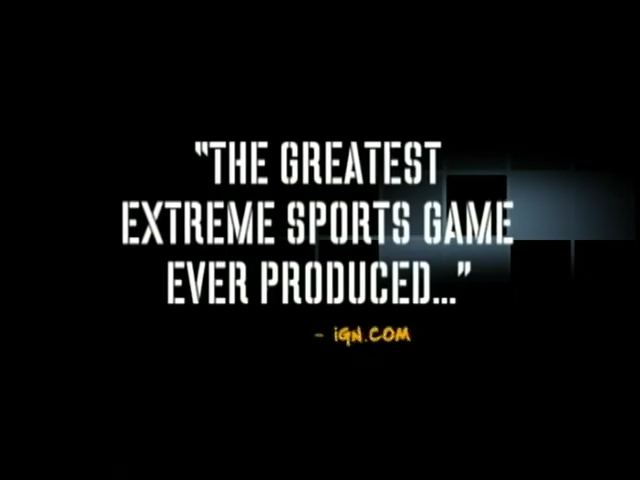 "THE GREATEST
EXTREME SPORTS GAME
EVER PRODUCED..."
- iGN.COM